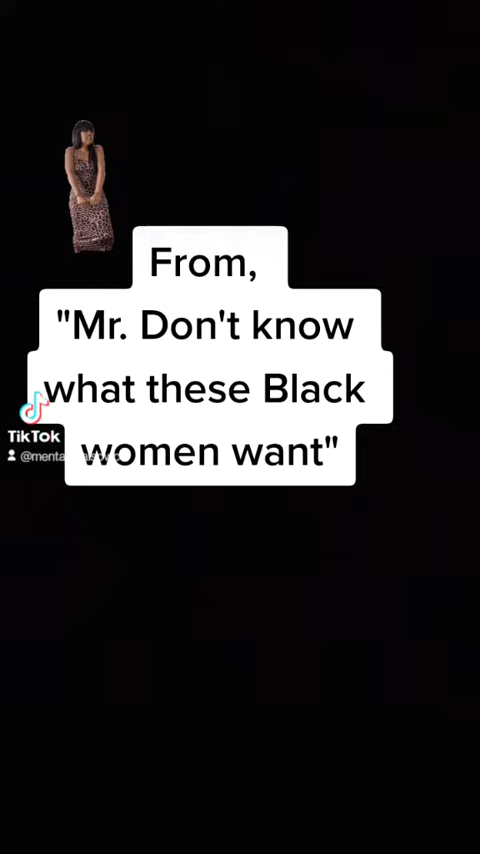 From,
"Mr. Don't know
what these Black
women want"
TikTok